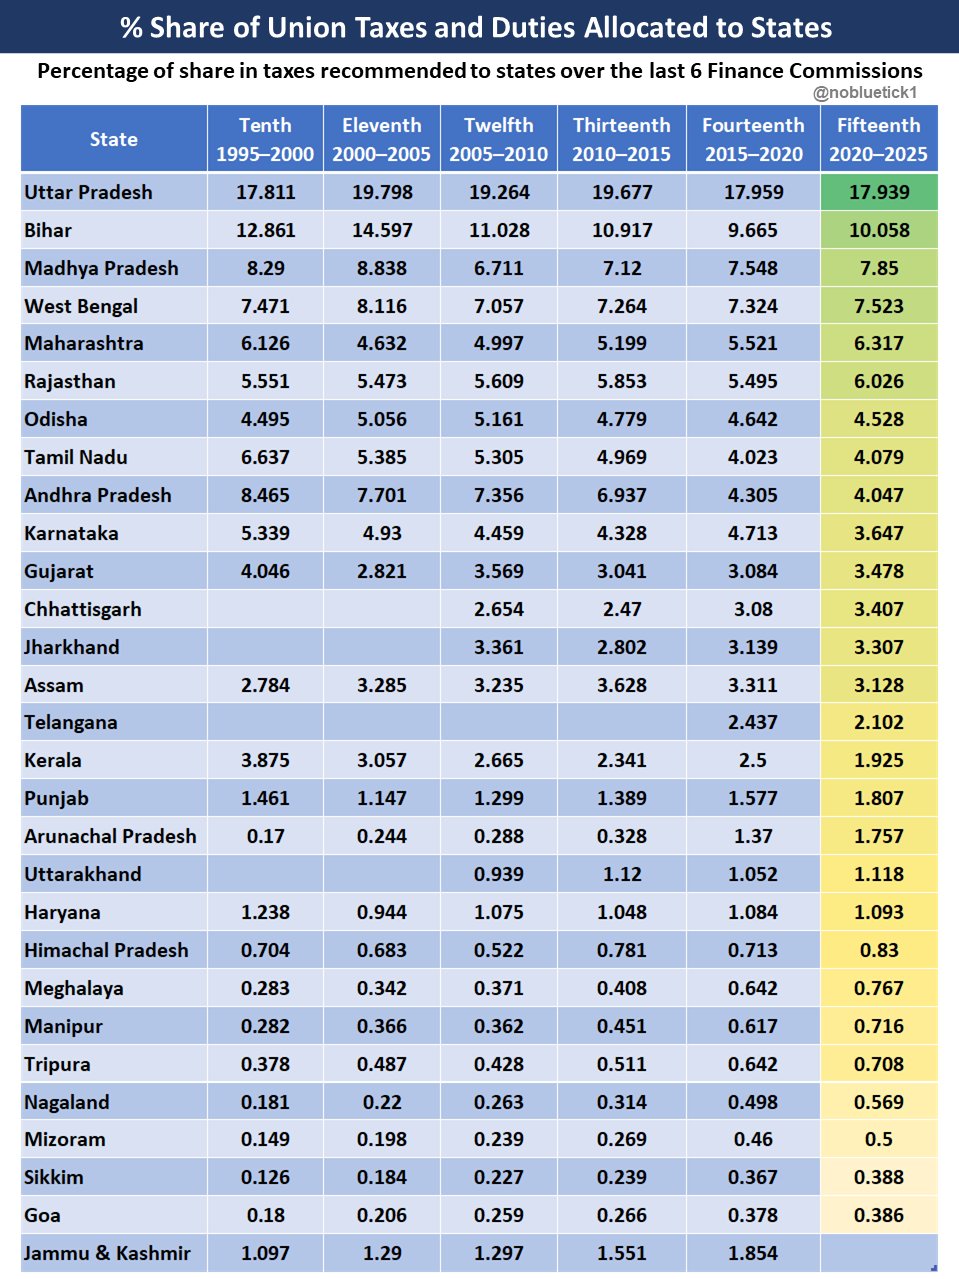 % Share of Union Taxes and Duties Allocated to States
Percentage of share in taxes recommended to states over the last 6 Finance Commissions
@nobluetick1
State Tenth 1995–2000 Eleventh 2000–2005 Twelfth 2005–2010 Thirteenth 2010–2015 Fourteenth 2015–2020 Fifteenth 2020–2025
Uttar Pradesh 17.811 19.798 19.264 19.677 17.959 17.939
Bihar 12.861 14.597 11.028 10.917 9.665 10.058
Madhya Pradesh 8.29 8.838 6.711 7.12 7.548 7.85
West Bengal 7.471 8.116 7.057 7.264 7.324 7.523
Maharashtra 6.126 4.632 4.997 5.199 5.521 6.317
Rajasthan 5.551 5.473 5.609 5.853 5.495 6.026
Odisha 4.495 5.056 5.161 4.779 4.642 4.528
Tamil Nadu 6.637 5.385 5.305 4.969 4.023 4.079
Andhra Pradesh 8.465 7.701 7.356 6.937 4.305 4.047
Karnataka 5.339 4.93 4.459 4.328 4.713 3.647
Gujarat 4.046 2.821 3.569 3.041 3.084 3.478
Chhattisgarh 2.654 2.47 3.08 3.407
Jharkhand 3.361 2.802 3.139 3.307
Assam 2.784 3.285 3.235 3.628 3.311 3.128
Telangana 2.437 2.102
Kerala 3.875 3.057 2.665 2.341 2.5 1.925
Punjab 1.461 1.147 1.299 1.389 1.577 1.807
Arunachal Pradesh 0.17 0.244 0.288 0.328 1.37 1.757
Uttarakhand 0.939 1.12 1.052 1.118
Haryana 1.238 0.944 1.075 1.048 1.084 1.093
Himachal Pradesh 0.704 0.683 0.522 0.781 0.713 0.83
Meghalaya 0.283 0.342 0.371 0.408 0.642 0.767
Manipur 0.282 0.366 0.362 0.451 0.617 0.716
Tripura 0.378 0.487 0.428 0.511 0.642 0.708
Nagaland 0.181 0.22 0.263 0.314 0.498 0.569
Mizoram 0.149 0.198 0.239 0.269 0.46 0.5
Sikkim 0.126 0.184 0.227 0.239 0.367 0.388
Goa 0.18 0.206 0.259 0.266 0.378 0.386
Jammu & Kashmir 1.097 1.29 1.297 1.551 1.854